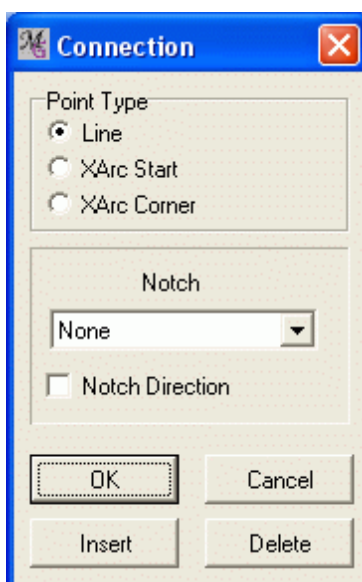 Connection
Point Type
Line
XArc Start
XArc Corner
Notch
None
Notch Direction
OK Cancel
Insert Delete